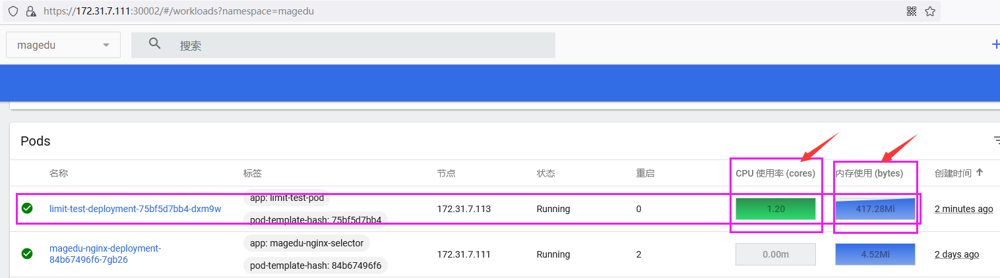 https://172.31.7.111:30002/#/workloads?namespace=magedu
magedu 搜索
Pods
名称 标签 节点 状态 重启 CPU 使用率 (cores) 内存使用 (bytes) 创建时间
app: limit-test-pod
limit-test-deployment-75bf5d7bb4-dxm9w 172.31.7.113 Running 0 1.20 417.28Mi 2 minutes ago
pod-template-hash: 75bf5d7bb4
app: magedu-nginx-selector
magedu-nginx-deployment-
84b67496f6-7gb26 172.31.7.111 Running 2 0.00m 4.52Mi 2 days ago
pod-template-hash: 84b67496f6